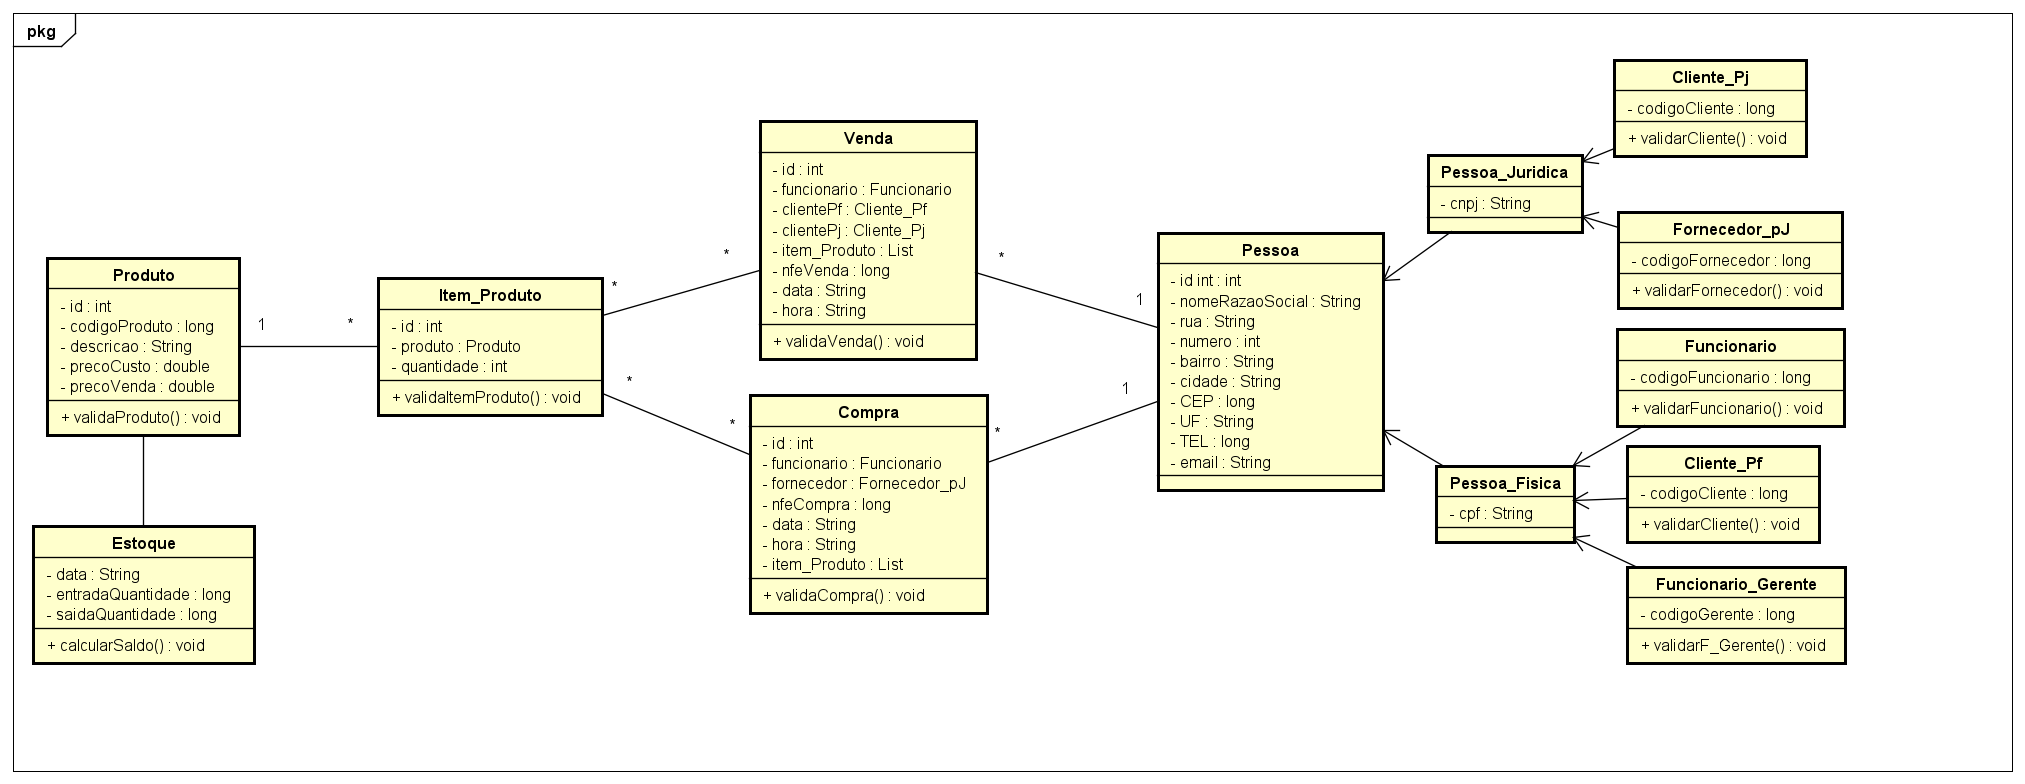 pkg
Produto
- id : int
- codigoProduto : long
- descricao : String
- precoCusto : double
- precoVenda : double
+ validaProduto() : void
1
*
Estoque
- data : String
- entradaQuantidade : long
- saidaQuantidade : long
+ calcularSaldo() : void
Item_Produto
- id : int
- produto : Produto
- quantidade : int
+ validaItemProduto() : void
*
*
*
*
Venda
- id : int
- funcionario : Funcionario
- clientePf : Cliente_Pf
- clientePj : Cliente_Pj
- item_Produto : List
- nfeVenda : long
- data : String
- hora : String
+ validaVenda() : void
*
1
Compra
- id : int
- funcionario : Funcionario
- fornecedor : Fornecedor_pJ
- nfeCompra : long
- data : String
- hora : String
- item_Produto : List
+ validaCompra() : void
*
1
Pessoa
- id int : int
- nomeRazaoSocial : String
- rua : String
- numero : int
- bairro : String
- cidade : String
- CEP : long
- UF : String
- TEL : long
- email : String
Pessoa_Juridica
- cnpj : String
Cliente_Pj
- codigoCliente : long
+ validarCliente() : void
Fornecedor_pJ
- codigoFornecedor : long
+ validarFornecedor() : void
Funcionario
- codigoFuncionario : long
+ validarFuncionario() : void
Pessoa_Fisica
- cpf : String
Cliente_Pf
- codigoCliente : long
+ validarCliente() : void
Funcionario_Gerente
- codigoGerente : long
+ validarF_Gerente() : void